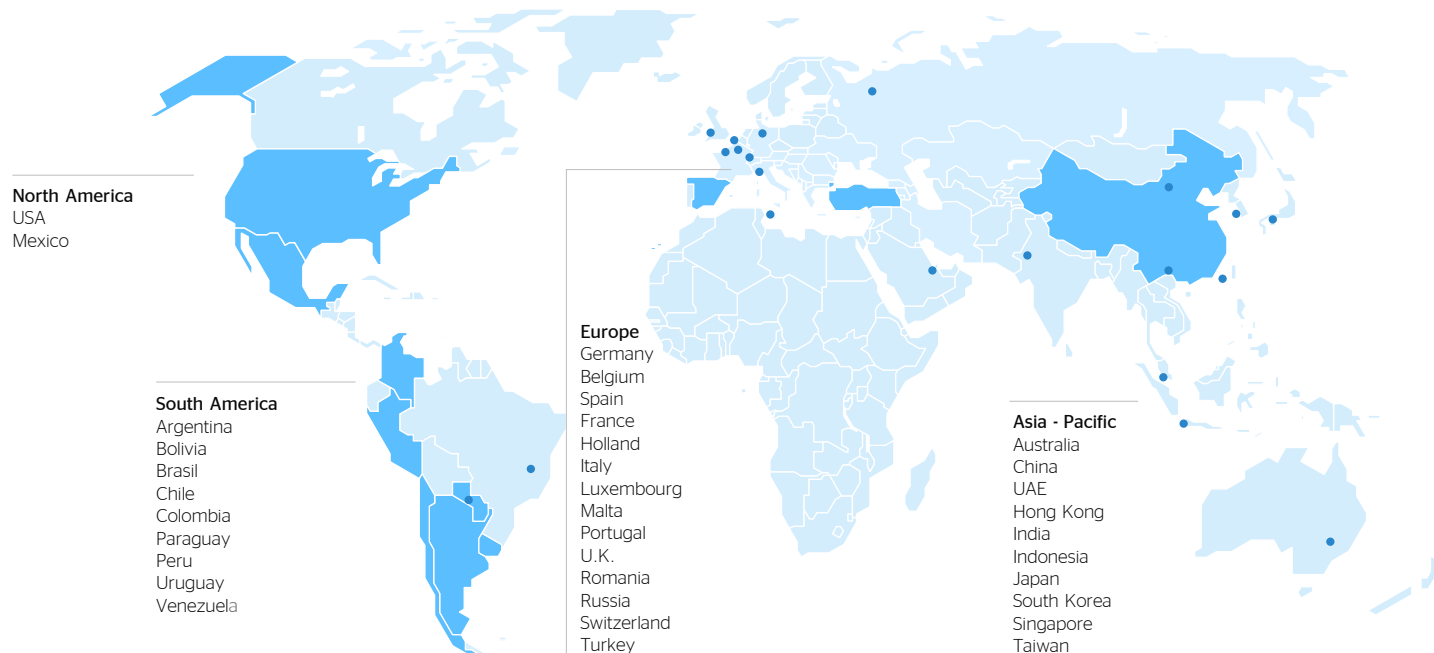 North America
USA
Mexico
South America
Argentina
Bolivia
Brasil
Chile
Colombia
Paraguay
Peru
Uruguay
Venezuela
Europe
Germany
Belgium
Spain
France
Holland
Italy
Luxembourg
Malta
Portugal
U.K.
Romania
Russia
Switzerland
Turkey
Asia - Pacific
Australia
China
UAE
Hong Kong
India
Indonesia
Japan
South Korea
Singapore
Taiwan